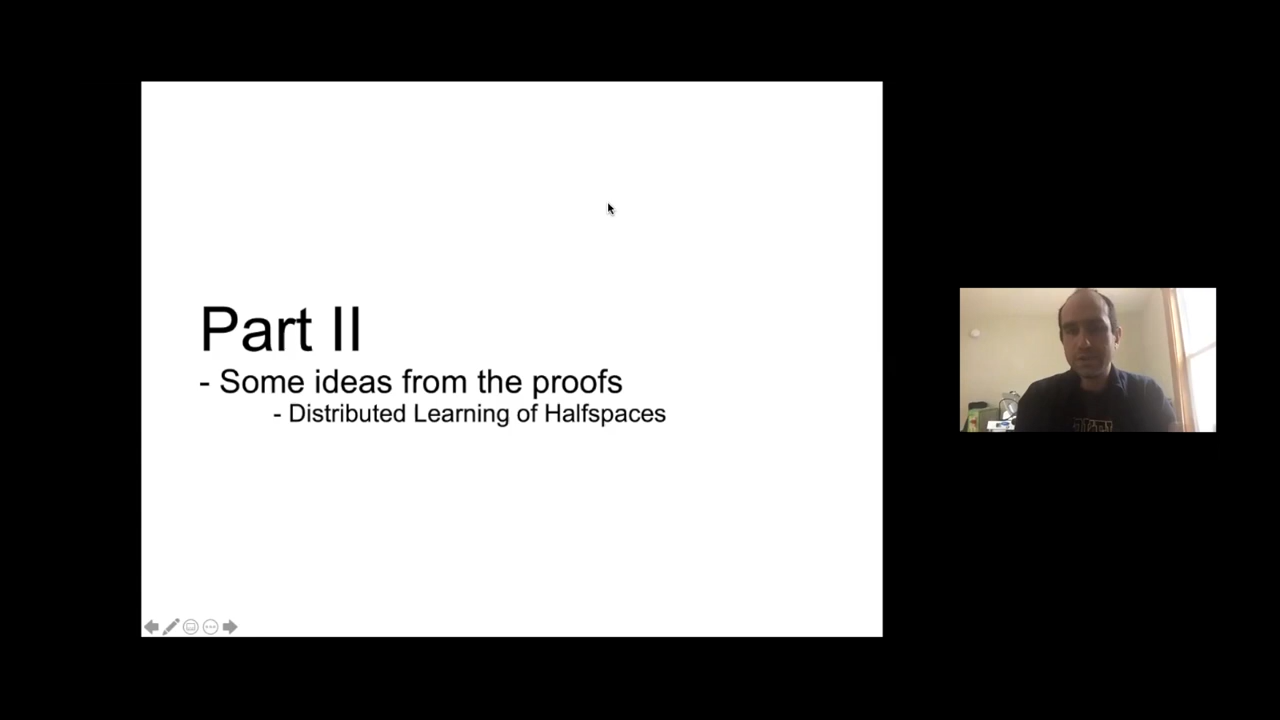 Part II
- Some ideas from the proofs
- Distributed Learning of Halfspaces